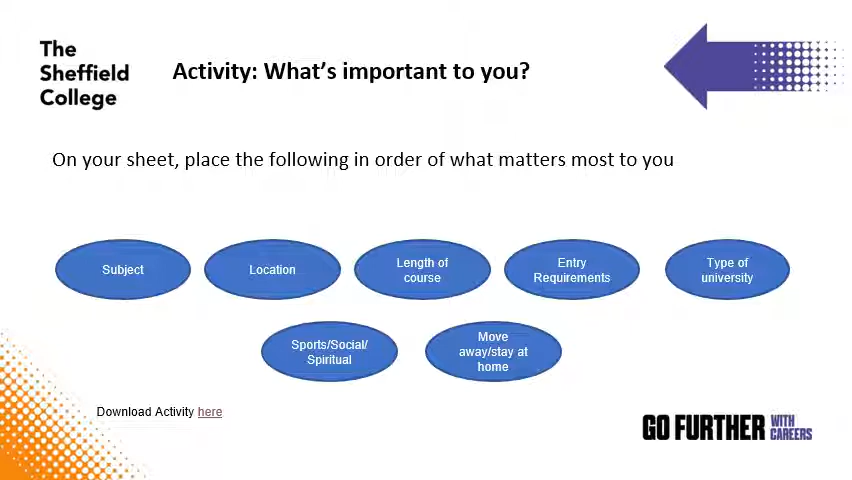 The
Sheffield
College
Activity: What's important to you?
On your sheet, place the following in order of what matters most to you
Subject
Location
Length of
course
Entry
Requirements
Type of
university
Sports/Social/
Spiritual
Move
away/stay at
home
Download Activity here
GO FURTHER WITH
CAREERS